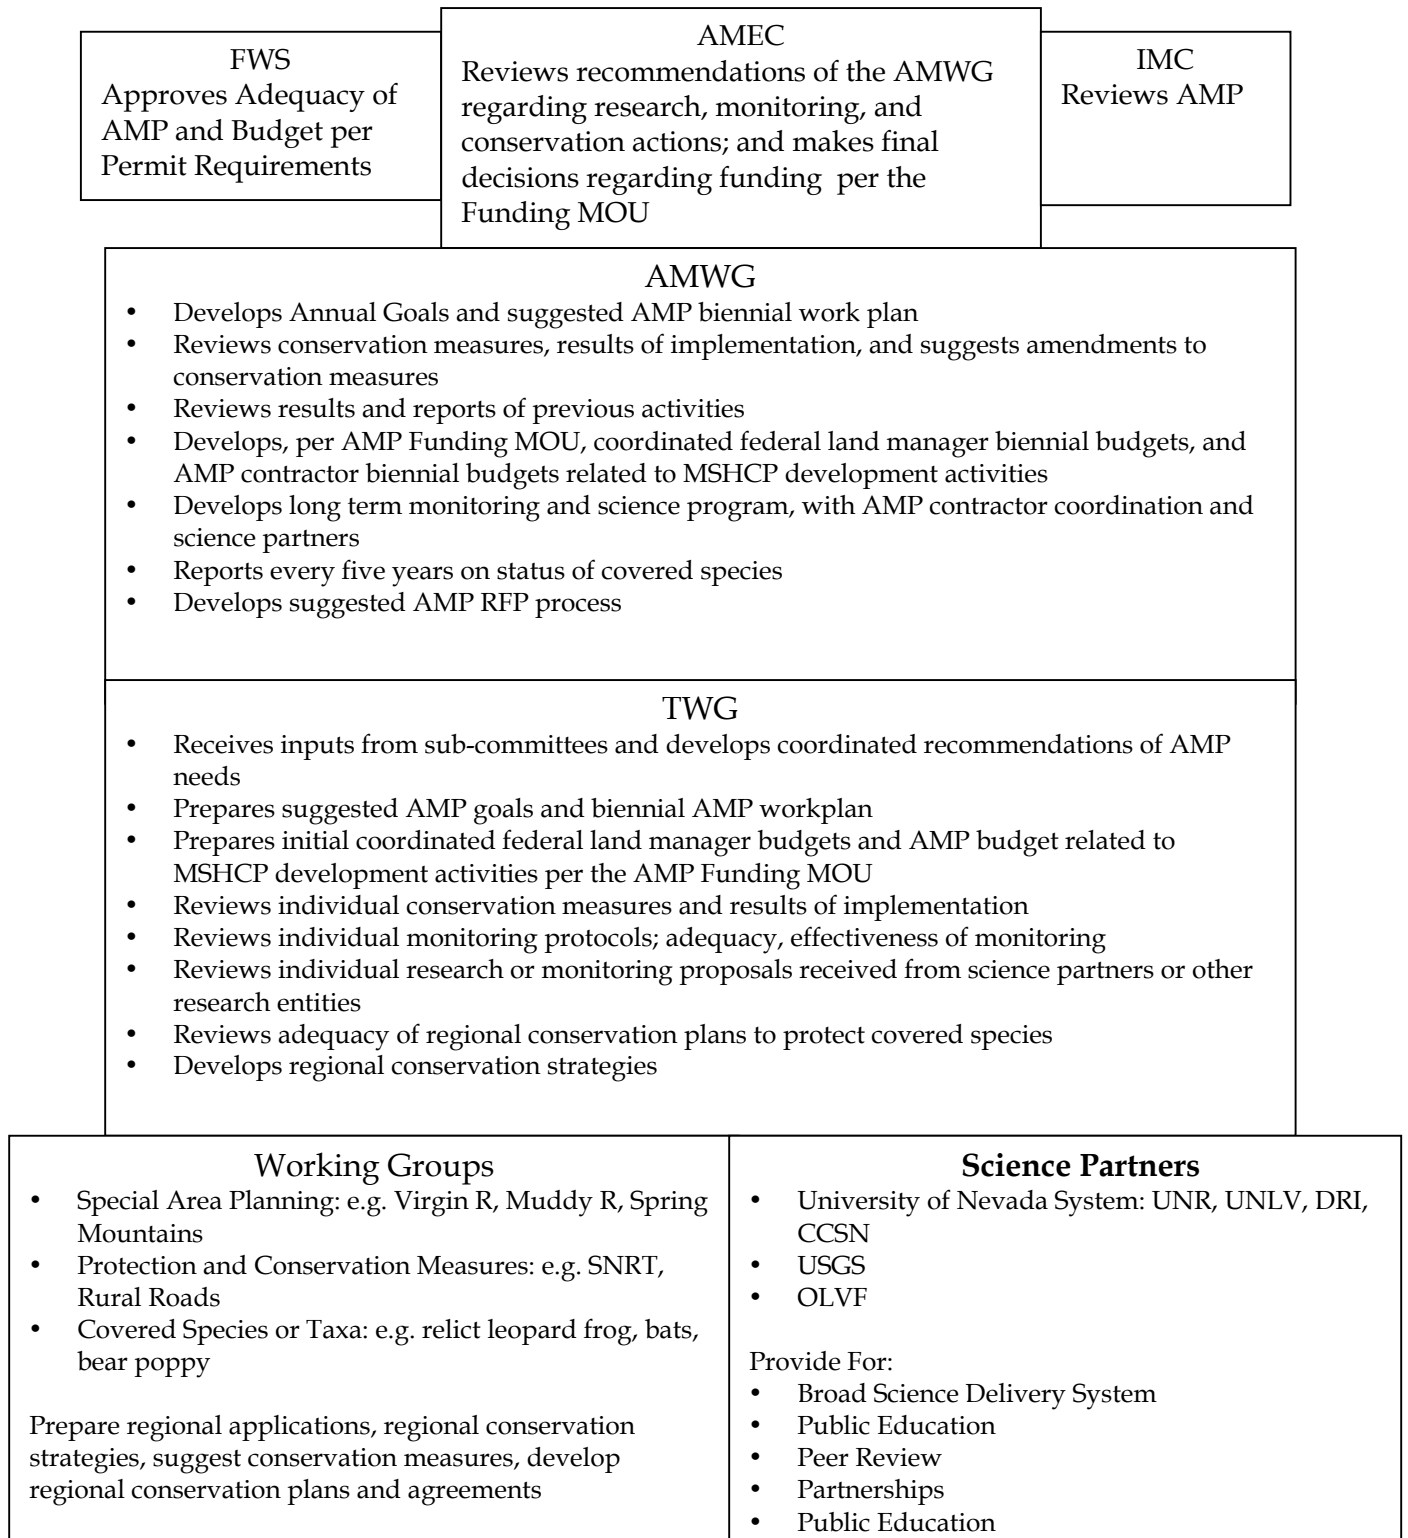 FWS
Approves Adequacy of
AMP and Budget per
Permit Requirements
AMEC
Reviews recommendations of the AMWG
regarding research, monitoring, and
conservation actions; and makes final
decisions regarding funding  per the
Funding MOU
IMC
Reviews AMP
AMWG
• Develops Annual Goals and suggested AMP biennial work plan
• Reviews conservation measures, results of implementation, and suggests amendments to
conservation measures
• Reviews results and reports of previous activities
• Develops, per AMP Funding MOU, coordinated federal land manager biennial budgets, and
AMP contractor biennial budgets related to MSHCP development activities
• Develops long term monitoring and science program, with AMP contractor coordination and
science partners
• Reports every five years on status of covered species
• Develops suggested AMP RFP process
TWG
• Receives inputs from sub-committees and develops coordinated recommendations of AMP
needs
• Prepares suggested AMP goals and biennial AMP workplan
• Prepares initial coordinated federal land manager budgets and AMP budget related to
MSHCP development activities per the AMP Funding MOU
• Reviews individual conservation measures and results of implementation
• Reviews individual monitoring protocols; adequacy, effectiveness of monitoring
• Reviews individual research or monitoring proposals received from science partners or other
research entities
• Reviews adequacy of regional conservation plans to protect covered species
• Develops regional conservation strategies
Working Groups
• Special Area Planning: e.g. Virgin R, Muddy R, Spring
Mountains
• Protection and Conservation Measures: e.g. SNRT,
Rural Roads
• Covered Species or Taxa: e.g. relict leopard frog, bats,
bear poppy
Prepare regional applications, regional conservation
strategies, suggest conservation measures, develop
regional conservation plans and agreements
Science Partners
• University of Nevada System: UNR, UNLV, DRI,
CCSN
• USGS
• OLVF
Provide For:
• Broad Science Delivery System
• Public Education
• Peer Review
• Partnerships
• Public Education